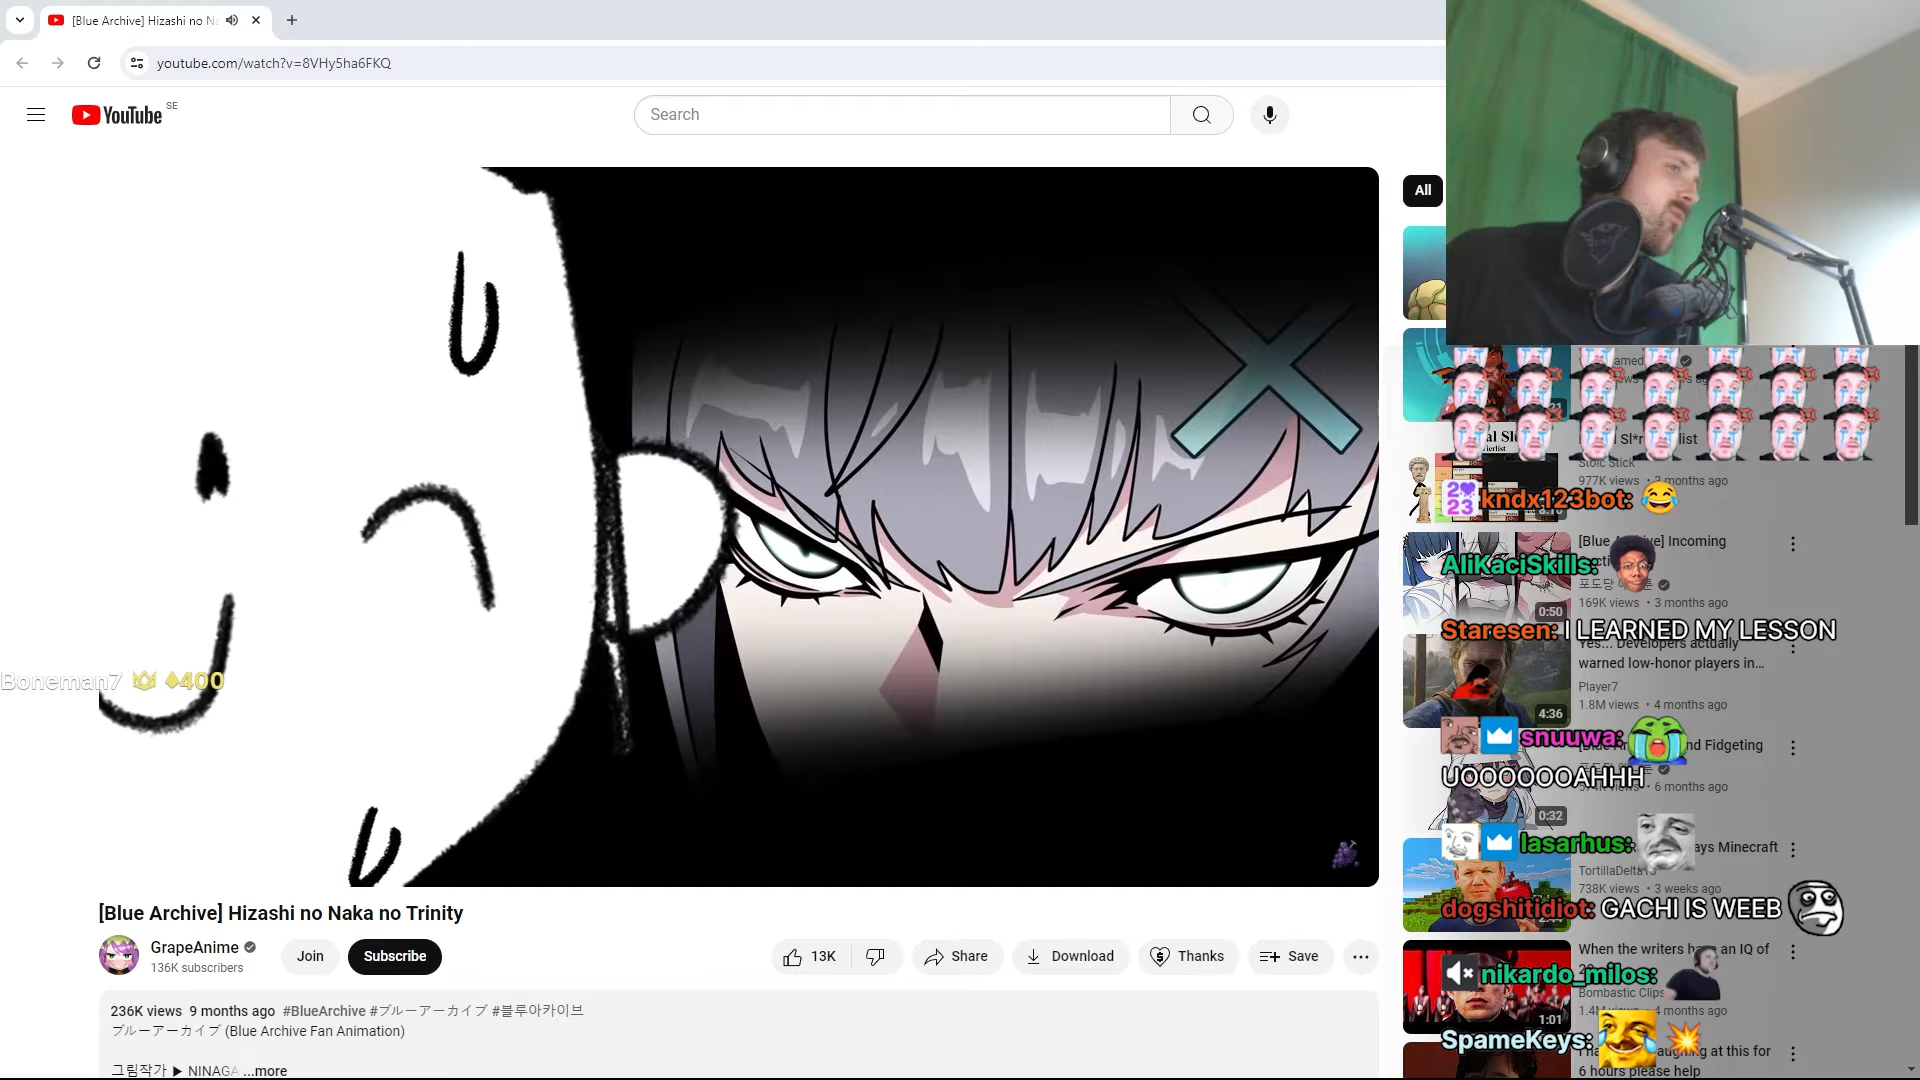 [Blue Archive] Hizashi no Na
youtube.com/watch?v=8VHy5ha6FKQ
YouTube SE
Search
All
Stoic Stick
977K views
kndx123bot:
[Blue Archive] Incoming
AliKaciSkills:
169K views • 3 months ago
0:50
Staresen: I LEARNED MY LESSON
Yes... Developers actually
warned low-honor players in...
Player7
1.8M views • 4 months ago
4:36
Boneman7 400
snuuwa:
nd Fidgeting
UOOOOOOAHHH
6 months ago
0:32
lasarhus:
ays Minecraft
738K views • 3 weeks ago
dogshitidiot: GACHI IS WEEB
[Blue Archive] Hizashi no Naka no Trinity
GrapeAnime
136K subscribers
Join
Subscribe
13K
Share
Download
Thanks
Save
When the writers have an IQ of
nikardo_milos:
Bombastic Clips
4 months ago
1:01
236K views 9 months ago #BlueArchive #ブルーアーカイブ #블루아카이브
ブルーアーカイブ (Blue Archive Fan Animation)
SpameKeys:
at this for
6 hours please help
그림작가 ▶ NINAGA ...more